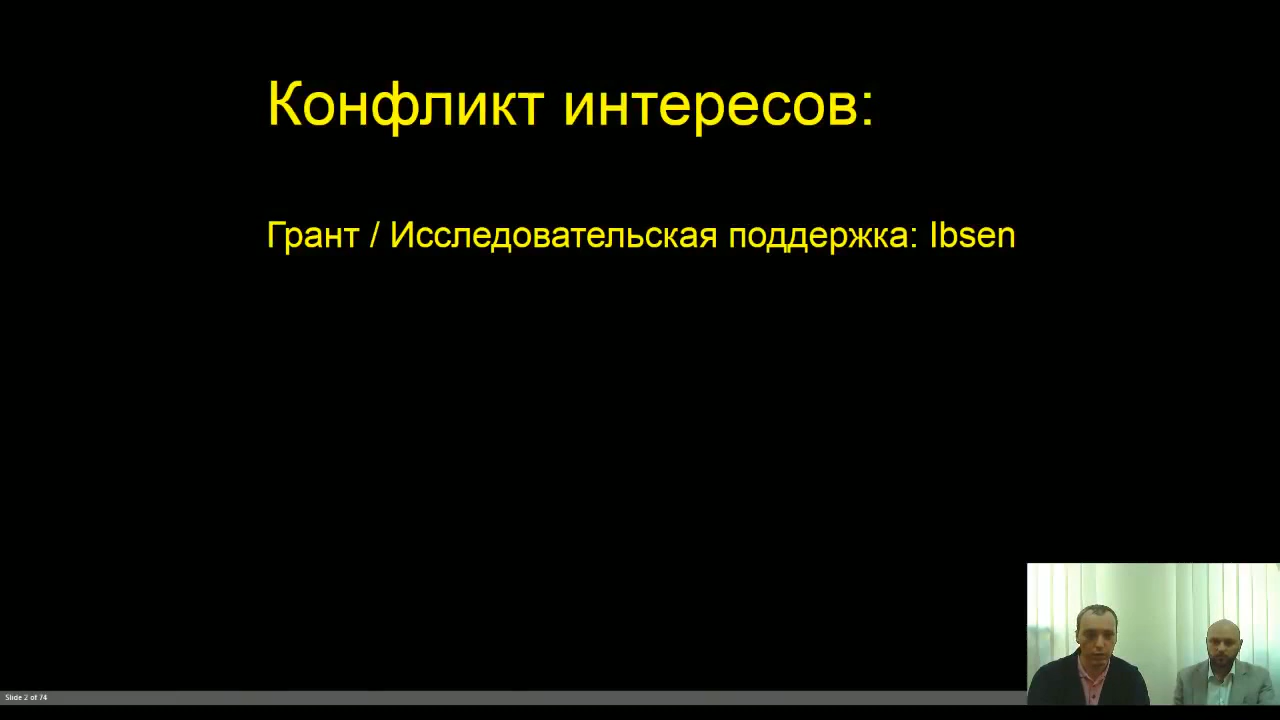 Конфликт интересов:
Грант / Исследовательская поддержка: Ibsen
Slide 2 of 74